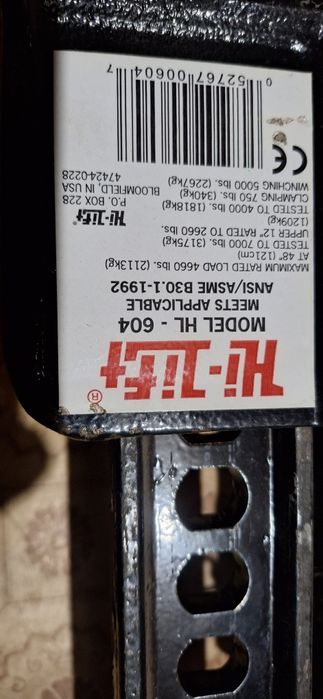 Hi-Lift®
MODEL HL - 604
MEETS APPLICABLE
ANSI/ASME B30.1-1992
MAXIMUM RATED LOAD 4660 lbs. (2113kg)
AT 48" (121cm)
TESTED TO 7000 lbs. (3175kg)
UPPER 12" RATED TO 2660 lbs.
(1209kg)
TESTED TO 4000 lbs. (1818kg)
CLAMPING 750 lbs. (340kg)
WINCHING 5000 lbs. (2267kg)
Hi-Lift
P.O. BOX 228
BLOOMFIELD, IN USA
47424-0228
CE
0 52767 00604 7